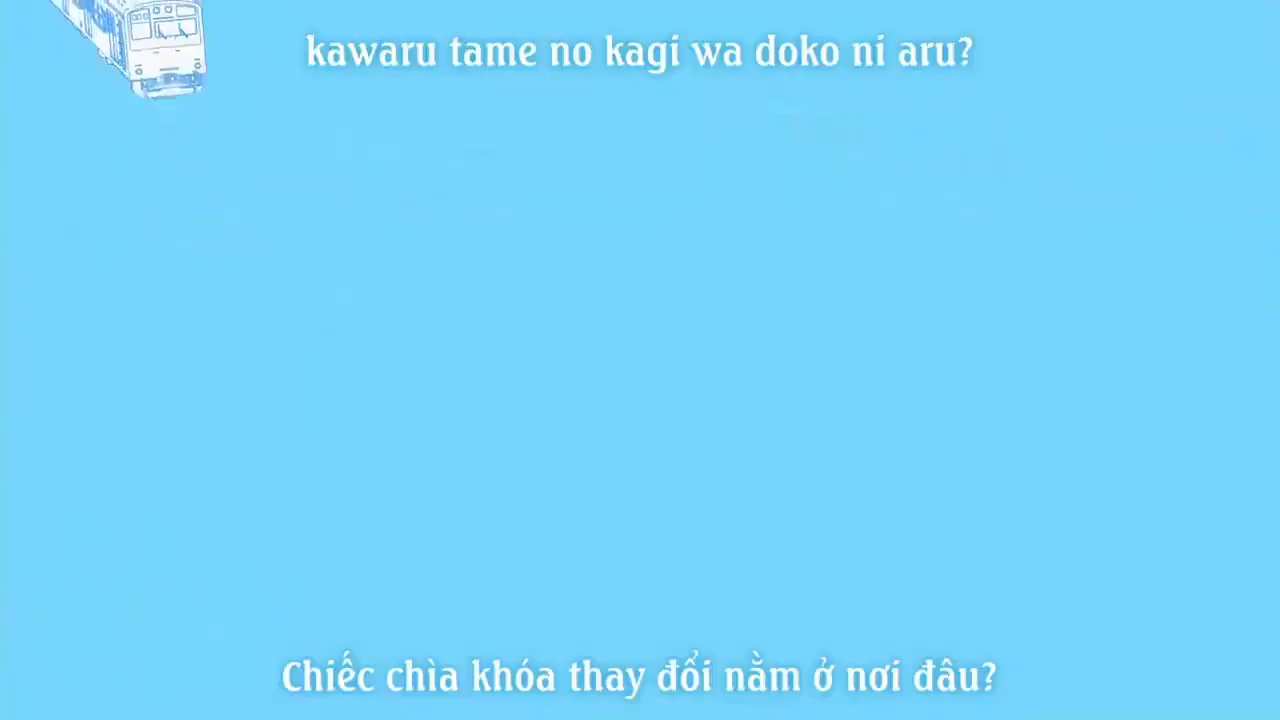 kawaru tame no kagi wa doko ni aru?
Chiếc chìa khóa thay đổi nằm ở nơi đâu?